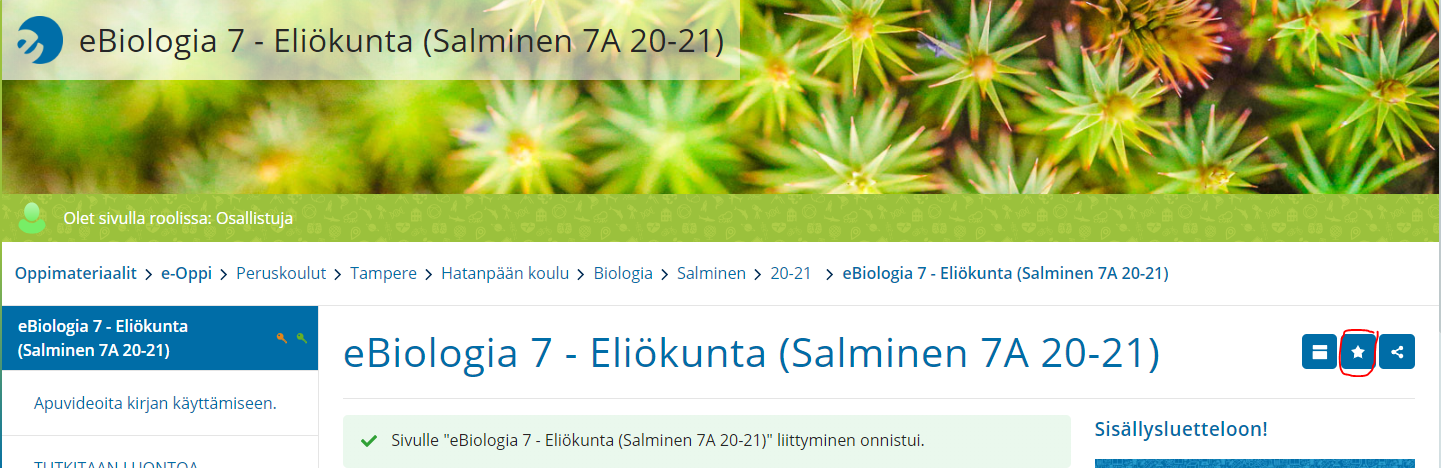 eBiologia 7 - Eliökunta (Salminen 7A 20-21)
Olet sivulla roolissa: Osallistuja
Oppimateriaalit > e-Oppi > Peruskoulut > Tampere > Hatanpään koulu > Biologia > Salminen > 20-21 > eBiologia 7 - Eliökunta (Salminen 7A 20-21)
eBiologia 7 - Eliökunta
(Salminen 7A 20-21)
Apuvideoita kirjan käyttämiseen.
TUTKITAAN LUONTOA
eBiologia 7 - Eliökunta (Salminen 7A 20-21)
Sivulle "eBiologia 7 - Eliökunta (Salminen 7A 20-21)" liittyminen onnistui.
Sisällysluetteloon!